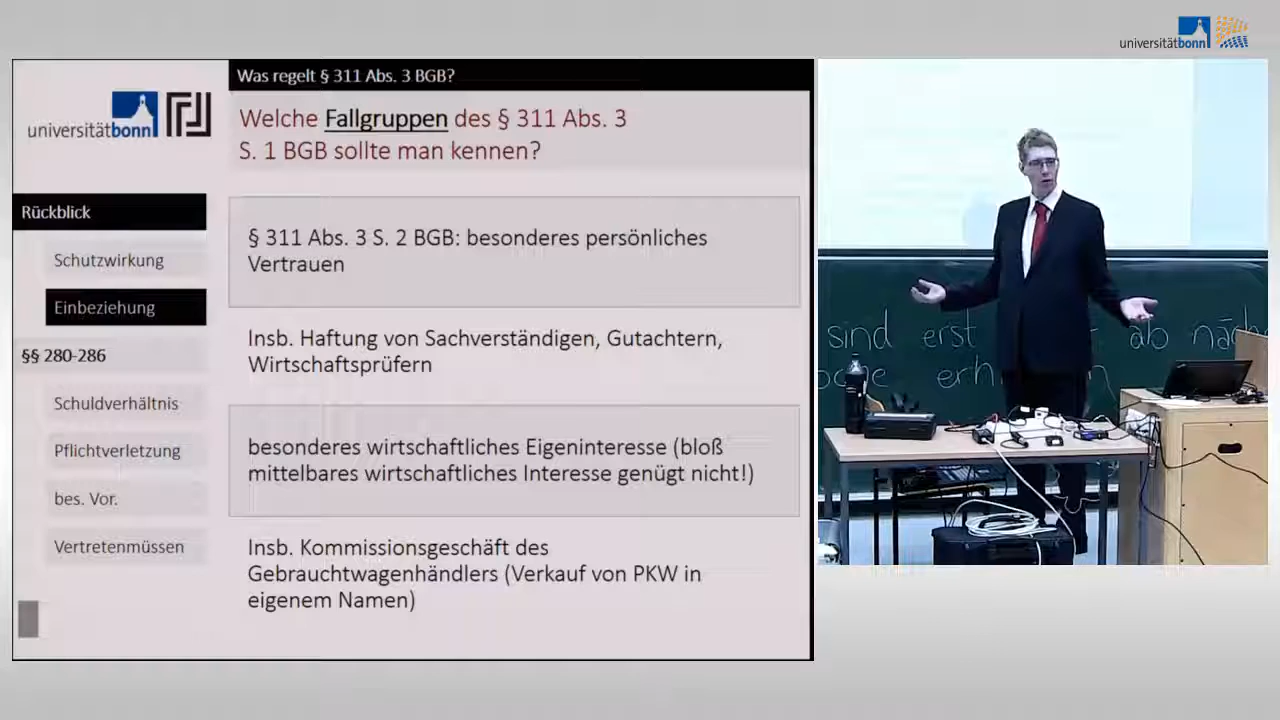 universitätbonn
Was regelt § 311 Abs. 3 BGB?
universitätbonn
Welche Fallgruppen des § 311 Abs. 3
S. 1 BGB sollte man kennen?
Rückblick
Schutzwirkung
Einbeziehung
§§ 280-286
Schuldverhältnis
Pflichtverletzung
bes. Vor.
Vertretenmüssen
§ 311 Abs. 3 S. 2 BGB: besonderes persönliches
Vertrauen
Insb. Haftung von Sachverständigen, Gutachtern,
Wirtschaftsprüfern
besonderes wirtschaftliches Eigeninteresse (bloß
mittelbares wirtschaftliches Interesse genügt nicht!)
Insb. Kommissionsgeschäft des
Gebrauchtwagenhändlers (Verkauf von PKW in
eigenem Namen)
sind erst ab